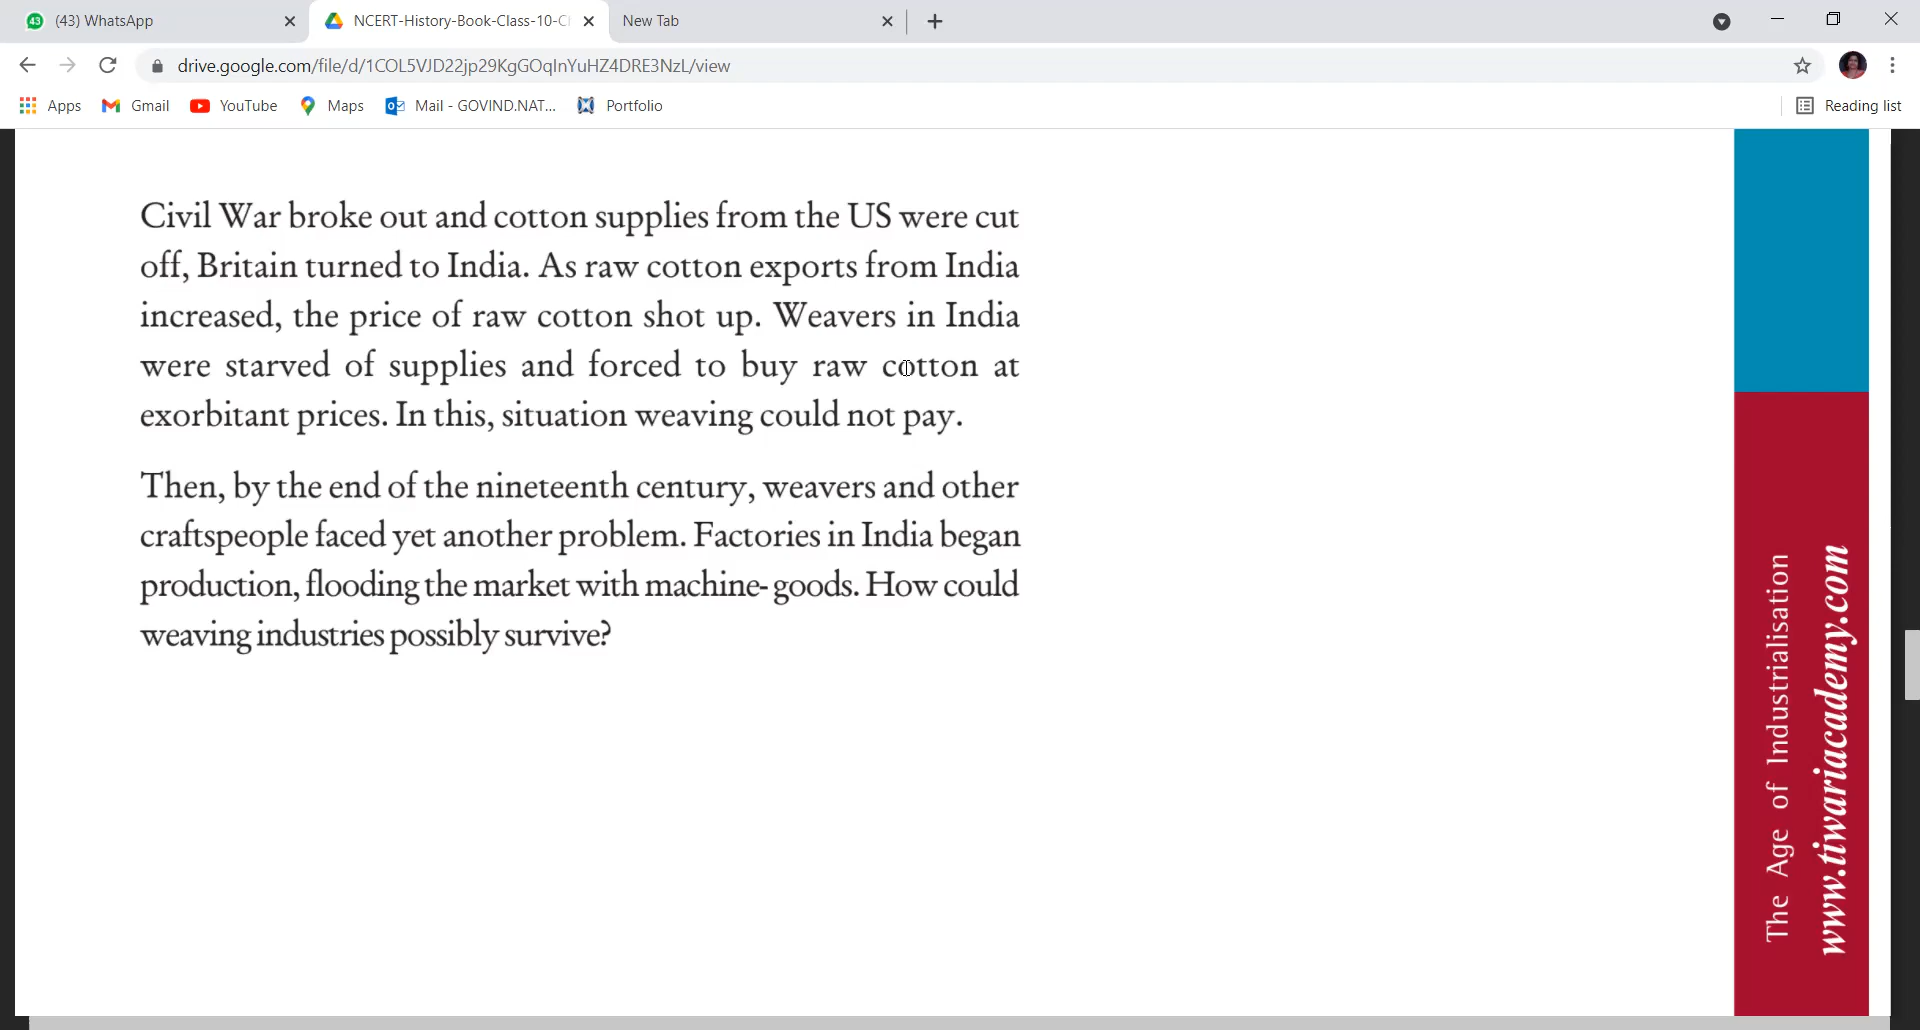 43 (43) WhatsApp
NCERT-History-Book-Class-10-C
New Tab
drive.google.com/file/d/1COL5VJD22jp29KgGOqInYuHZ4DRE3NzL/view
Apps Gmail YouTube Maps Mail - GOVIND.NAT... Portfolio Reading list
Civil War broke out and cotton supplies from the US were cut
off, Britain turned to India. As raw cotton exports from India
increased, the price of raw cotton shot up. Weavers in India
were starved of supplies and forced to buy raw cotton at
exorbitant prices. In this, situation weaving could not pay.
Then, by the end of the nineteenth century, weavers and other
craftspeople faced yet another problem. Factories in India began
production, flooding the market with machine- goods. How could
weaving industries possibly survive?
The Age of Industrialisation
www.tiwariacademy.com